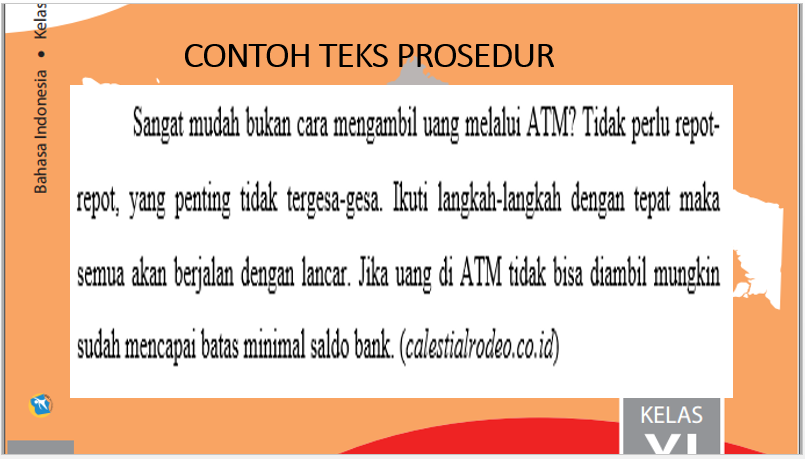 CONTOH TEKS PROSEDUR
Sangat mudah bukan cara mengambil uang melalui ATM? Tidak perlu repot-
repot, yang penting tidak tergesa-gesa. Ikuti langkah-langkah dengan tepat maka
semua akan berjalan dengan lancar. Jika uang di ATM tidak bisa diambil mungkin
sudah mencapai batas minimal saldo bank. (calestialrodeo.co.id)
Bahasa Indonesia • Kelas
KELAS
XI